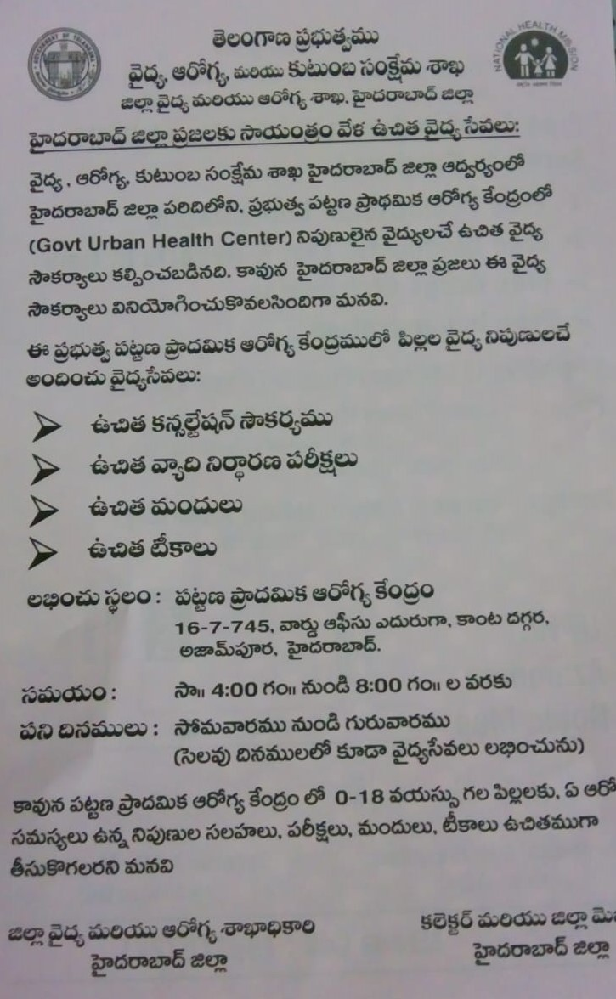 తెలంగాణ ప్రభుత్వము
వైద్య, ఆరోగ్య, మరియు కుటుంబ సంక్షేమ శాఖ
జిల్లా వైద్య మరియు ఆరోగ్య శాఖ, హైదరాబాద్ జిల్లా
NATIONAL HEALTH MISSION
హైదరాబాద్ జిల్లా ప్రజలకు సాయంత్రం వేళ ఉచిత వైద్య సేవలు:
వైద్య , ఆరోగ్య, కుటుంబ సంక్షేమ శాఖ హైదరాబాద్ జిల్లా ఆద్వర్యంలో
హైదరాబాద్ జిల్లా పరిదిలోని, ప్రభుత్వ పట్టణ ప్రాథమిక ఆరోగ్య కేంద్రంలో
(Govt Urban Health Center) నిపుణులైన వైద్యులచే ఉచిత వైద్య
సౌకర్యాలు కల్పించబడినది. కావున హైదరాబాద్ జిల్లా ప్రజలు ఈ వైద్య
సౌకర్యాలు వినియోగించుకొవలసిందిగా మనవి.
ఈ ప్రభుత్వ పట్టణ ప్రాదమిక ఆరోగ్య కేంద్రములో పిల్లల వైద్య నిపుణులచే
అందించు వైద్యసేవలు:
ఉచిత కన్సల్టేషన్ సౌకర్యము
ఉచిత వ్యాది నిర్ధారణ పరీక్షలు
ఉచిత మందులు
ఉచిత టీకాలు
లభించు స్థలం : పట్టణ ప్రాదమిక ఆరోగ్య కేంద్రం
16-7-745, వార్డు ఆఫీసు ఎదురుగా, కాంట దగ్గర,
అజామ్‌పూర, హైదరాబాద్.
సమయం : సా॥ 4:00 గం॥ నుండి 8:00 గం॥ ల వరకు
పని దినములు : సోమవారము నుండి గురువారము
(సెలవు దినములలో కూడా వైద్యసేవలు లభించును)
కావున పట్టణ ప్రాదమిక ఆరోగ్య కేంద్రం లో 0-18 వయస్సు గల పిల్లలకు, ఏ ఆరో
సమస్యలు ఉన్న నిపుణుల సలహలు, పరీక్షలు, మందులు, టీకాలు ఉచితముగా
తీసుకొగలరని మనవి
జిల్లా వైద్య మరియు ఆరోగ్య శాఖాధికారి
హైదరాబాద్ జిల్లా
కలెక్టర్ మరియు జిల్లా మె
హైదరాబాద్ జిల్లా